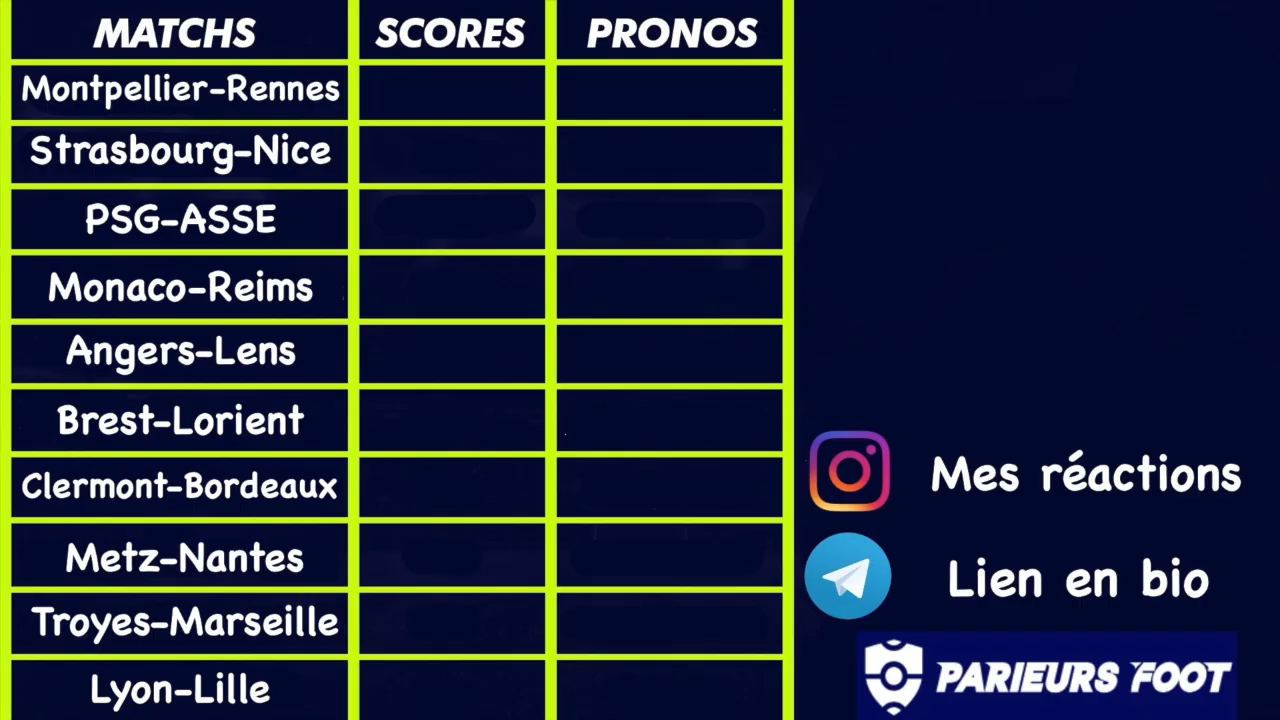 MATCHS SCORES PRONOS
Montpellier-Rennes
Strasbourg-Nice
PSG-ASSE
Monaco-Reims
Angers-Lens
Brest-Lorient
Clermont-Bordeaux
Metz-Nantes
Troyes-Marseille
Lyon-Lille
Mes réactions
Lien en bio
PARIEURS FOOT